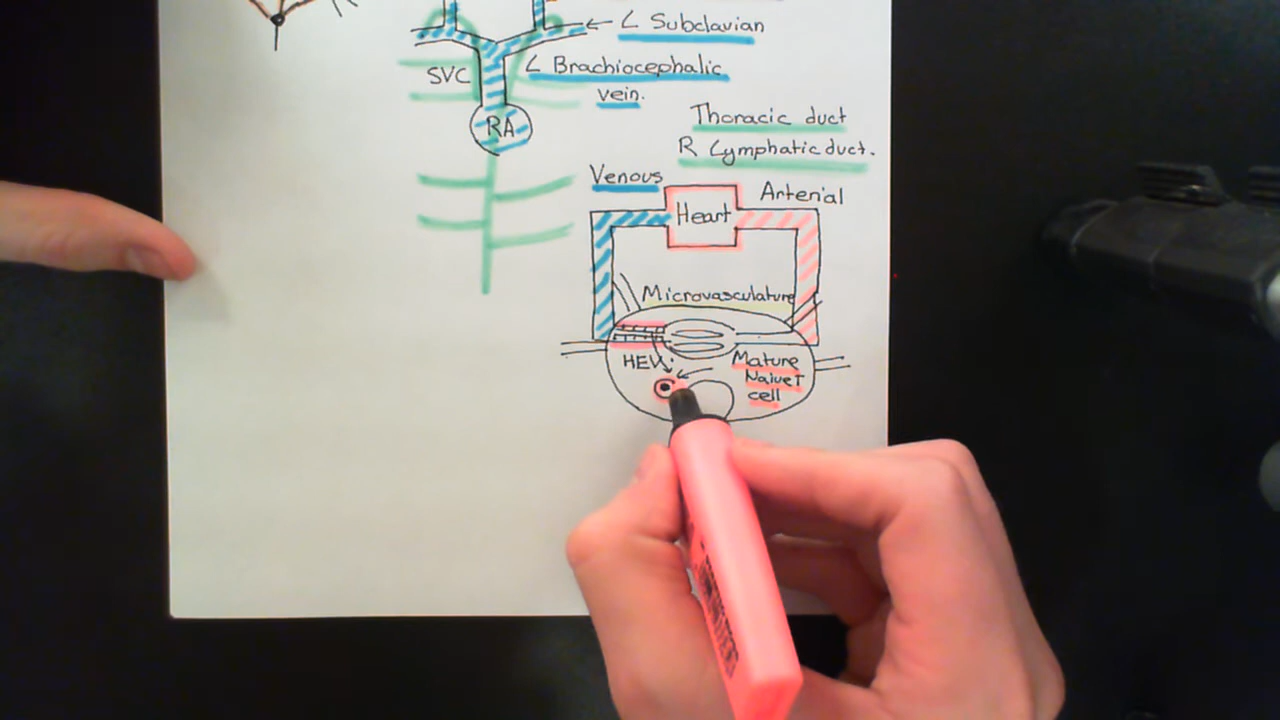 L Subclavian
SVC
L Brachiocephalic
vein.
RA
Thoracic duct
R Lymphatic duct.
Venous
Arterial
Heart
Microvasculature
HEV
Mature
Naive T
cell